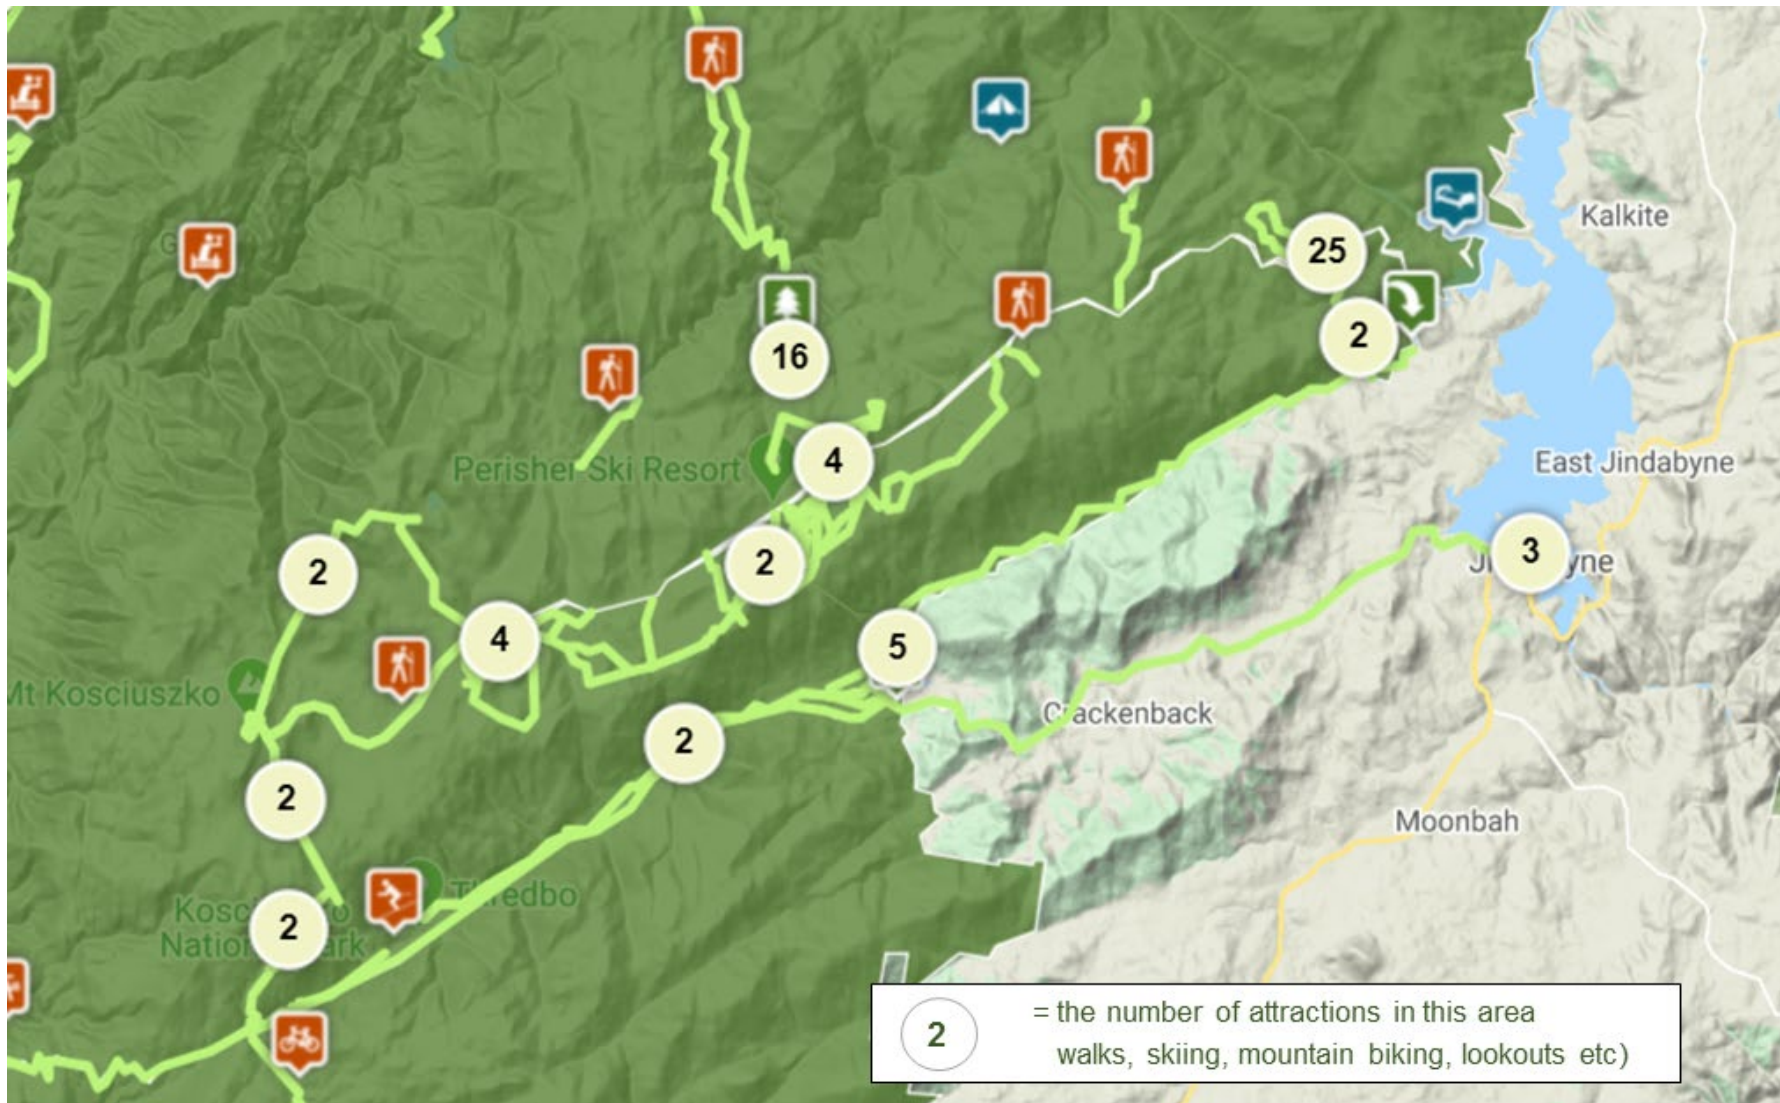 Kalkite
25
2
16
Perisher Ski Resort
4
East Jindabyne
2
2
3
4
5
Mt Kosciuszko
Crackenback
2
2
Moonbah
Thredbo
2
2
= the number of attractions in this area
walks, skiing, mountain biking, lookouts etc)